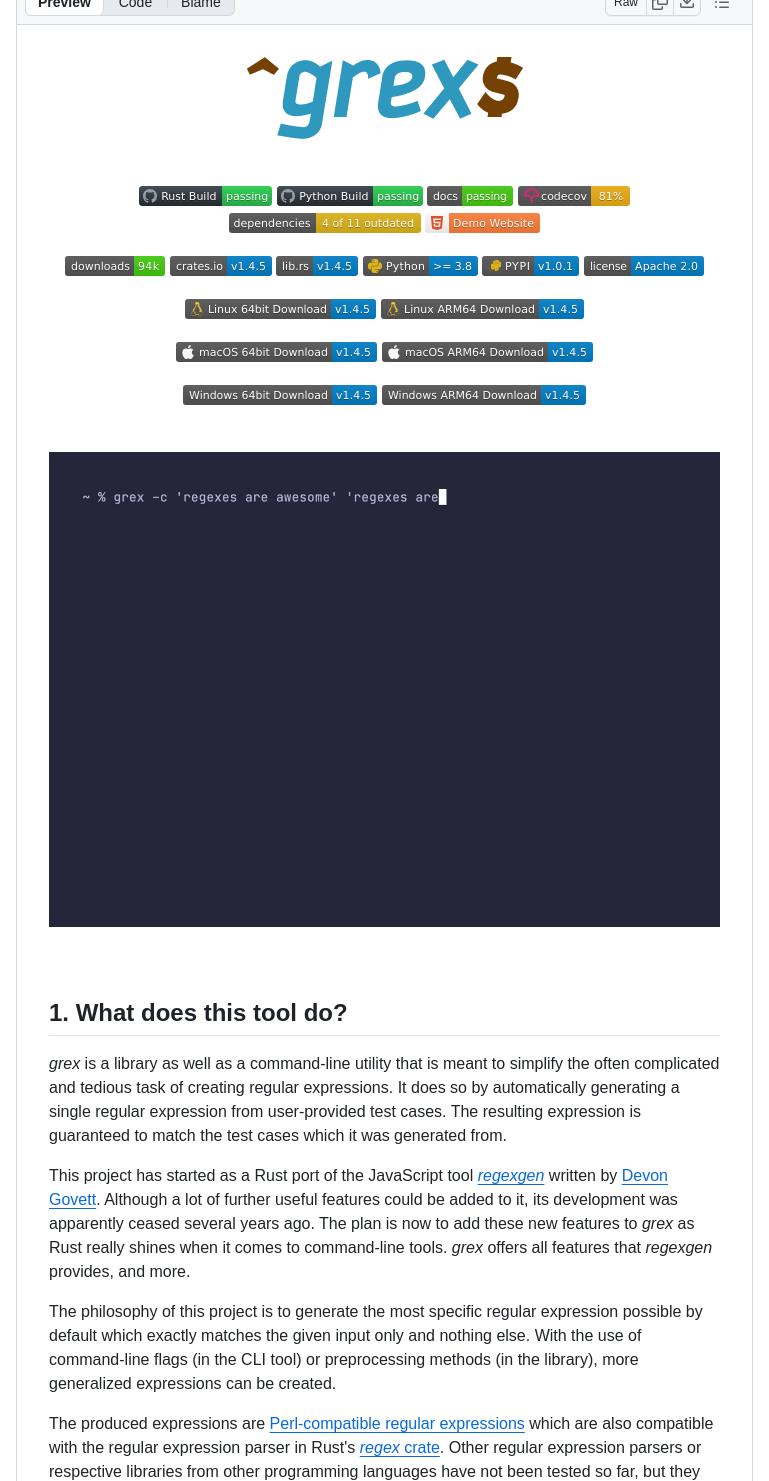 Preview Code Blame Raw
^grex$
Rust Build passing Python Build passing docs passing codecov 81%
dependencies 4 of 11 outdated Demo Website
downloads 94k crates.io v1.4.5 lib.rs v1.4.5 Python >= 3.8 PYPI v1.0.1 license Apache 2.0
Linux 64bit Download v1.4.5 Linux ARM64 Download v1.4.5
macOS 64bit Download v1.4.5 macOS ARM64 Download v1.4.5
Windows 64bit Download v1.4.5 Windows ARM64 Download v1.4.5
~ % grex -c 'regexes are awesome' 'regexes are
1. What does this tool do?
grex is a library as well as a command-line utility that is meant to simplify the often complicated
and tedious task of creating regular expressions. It does so by automatically generating a
single regular expression from user-provided test cases. The resulting expression is
guaranteed to match the test cases which it was generated from.
This project has started as a Rust port of the JavaScript tool regexgen written by Devon
Govett. Although a lot of further useful features could be added to it, its development was
apparently ceased several years ago. The plan is now to add these new features to grex as
Rust really shines when it comes to command-line tools. grex offers all features that regexgen
provides, and more.
The philosophy of this project is to generate the most specific regular expression possible by
default which exactly matches the given input only and nothing else. With the use of
command-line flags (in the CLI tool) or preprocessing methods (in the library), more
generalized expressions can be created.
The produced expressions are Perl-compatible regular expressions which are also compatible
with the regular expression parser in Rust's regex crate. Other regular expression parsers or
respective libraries from other programming languages have not been tested so far, but they